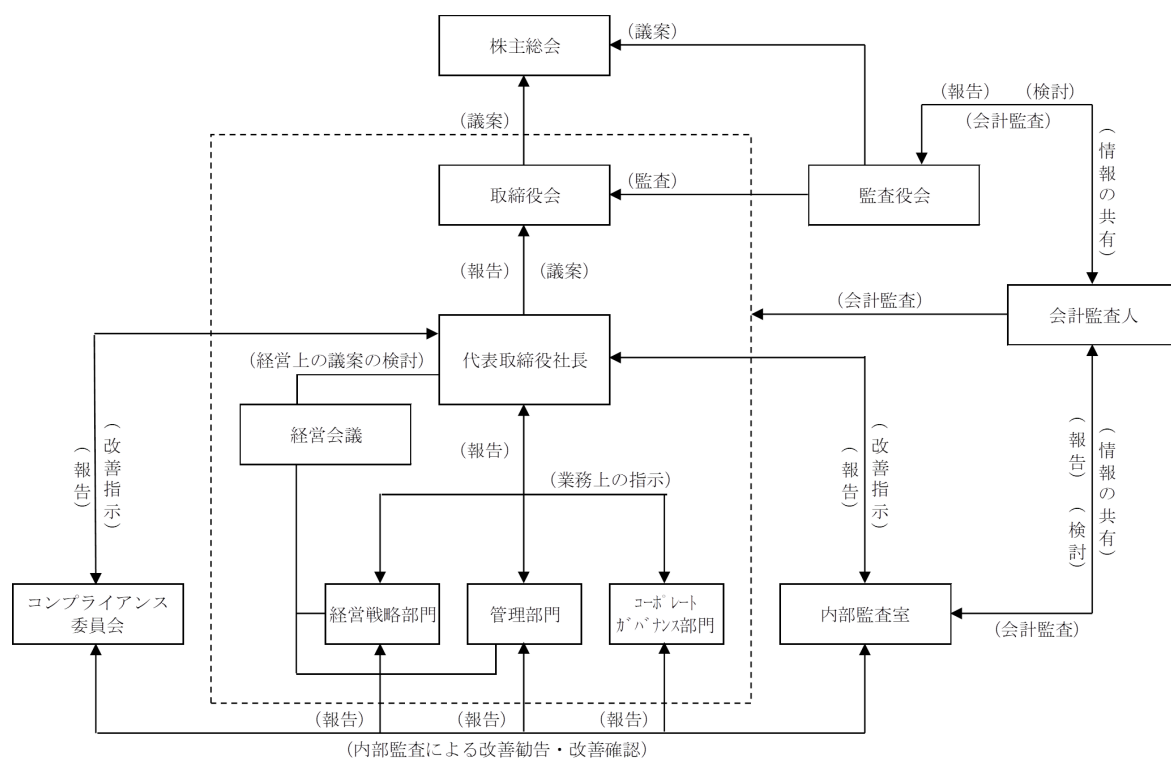 株主総会
(議案)
(報告) (検討)
(会計監査)
(議案)
取締役会
(監査)
監査役会
(情報の共有)
(報告) (議案)
(会計監査)
会計監査人
代表取締役社長
(経営上の議案の検討)
経営会議
(報告)
(改善指示)
(報告)
(改善指示)
(報告)
(情報の共有)
(報告) (検討)
(業務上の指示)
コンプライアンス
委員会
経営戦略部門
管理部門
コーポレート
ガバナンス部門
内部監査室
(会計監査)
(報告)
(報告)
(報告)
(内部監査による改善勧告・改善確認)